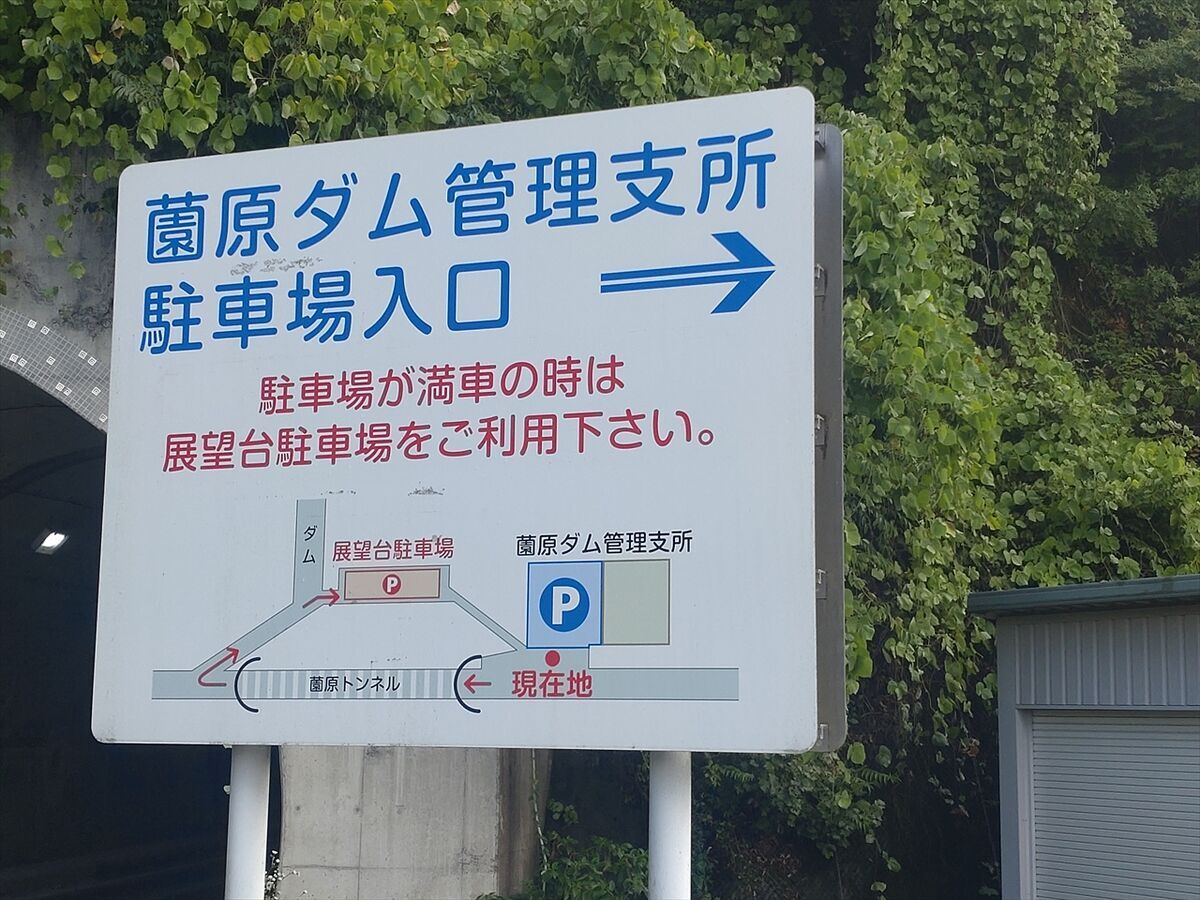 薗原ダム管理支所
駐車場入口
駐車場が満車の時は
展望台駐車場をご利用下さい。
ダム
展望台駐車場
P
薗原ダム管理支所
P
薗原トンネル
現在地